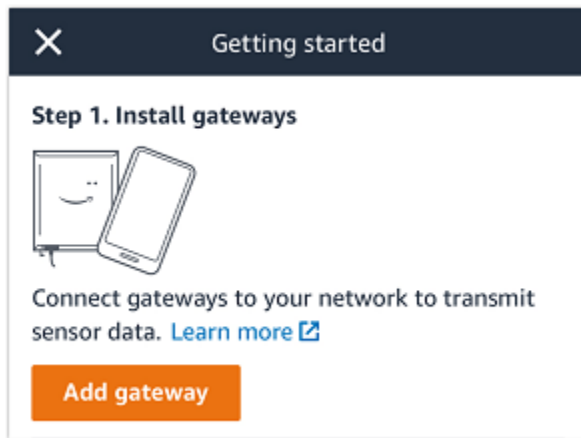 Getting started
Step 1. Install gateways
Connect gateways to your network to transmit
sensor data. Learn more
Add gateway